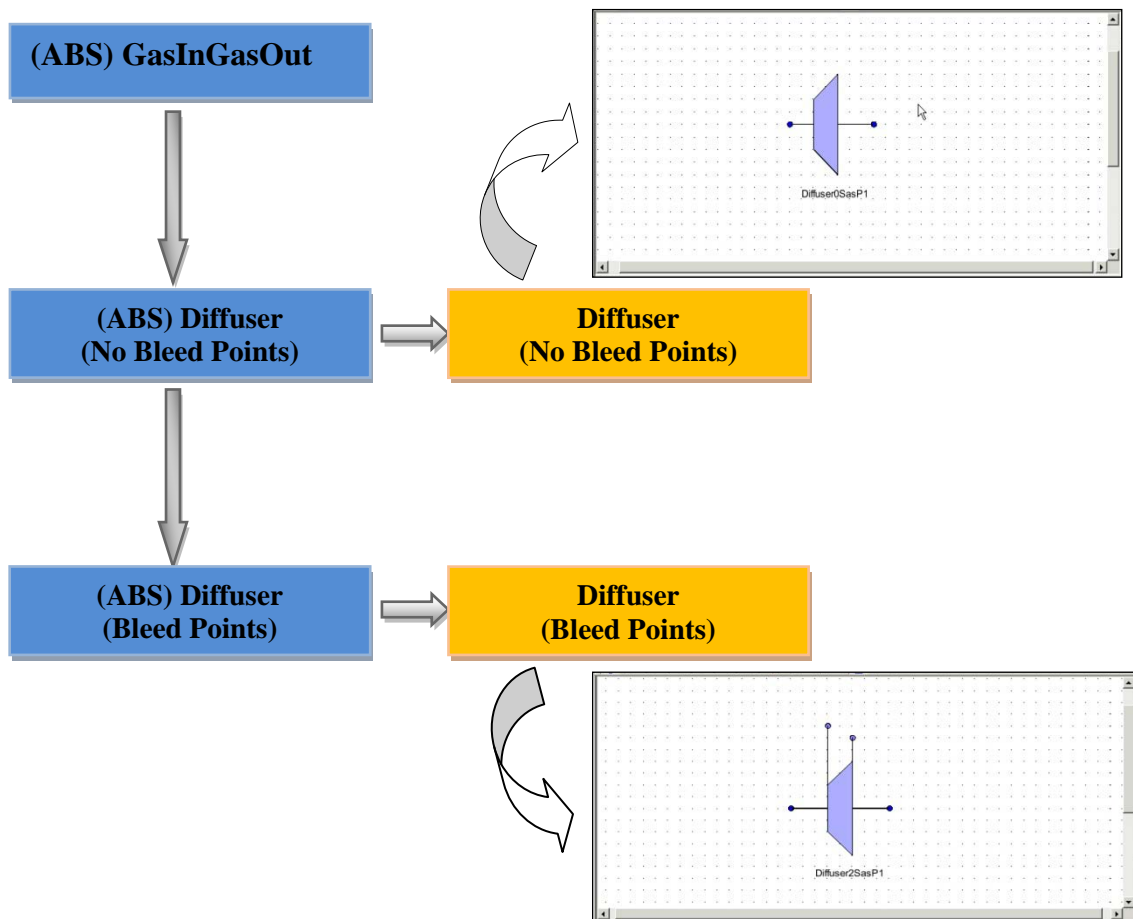 (ABS) GasInGasOut
Diffuser0SasP1
(ABS) Diffuser
(No Bleed Points)
Diffuser
(No Bleed Points)
(ABS) Diffuser
(Bleed Points)
Diffuser
(Bleed Points)
Diffuser2SasP1